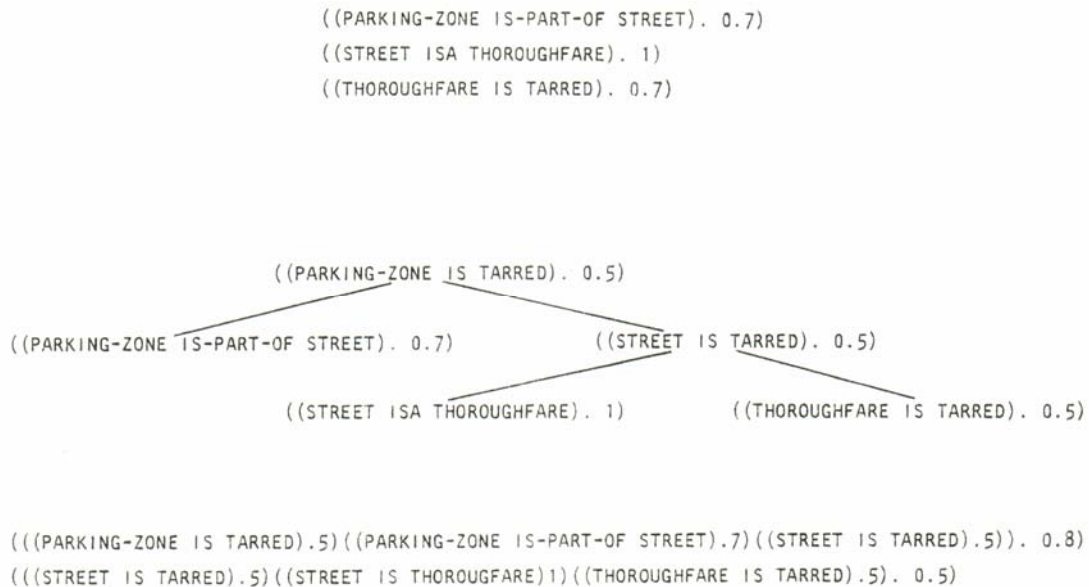 ((PARKING-ZONE IS-PART-OF STREET). 0.7)
((STREET ISA THOROUGHFARE). 1)
((THOROUGHFARE IS TARRED). 0.7)
((PARKING-ZONE IS TARRED). 0.5)
((PARKING-ZONE IS-PART-OF STREET). 0.7) ((STREET IS TARRED). 0.5)
((STREET ISA THOROUGHFARE). 1) ((THOROUGHFARE IS TARRED). 0.5)
(((PARKING-ZONE IS TARRED).5)((PARKING-ZONE IS-PART-OF STREET).7)((STREET IS TARRED).5)). 0.8)
(((STREET IS TARRED).5)((STREET IS THOROUGFARE)1)((THOROUGHFARE IS TARRED).5). 0.5)